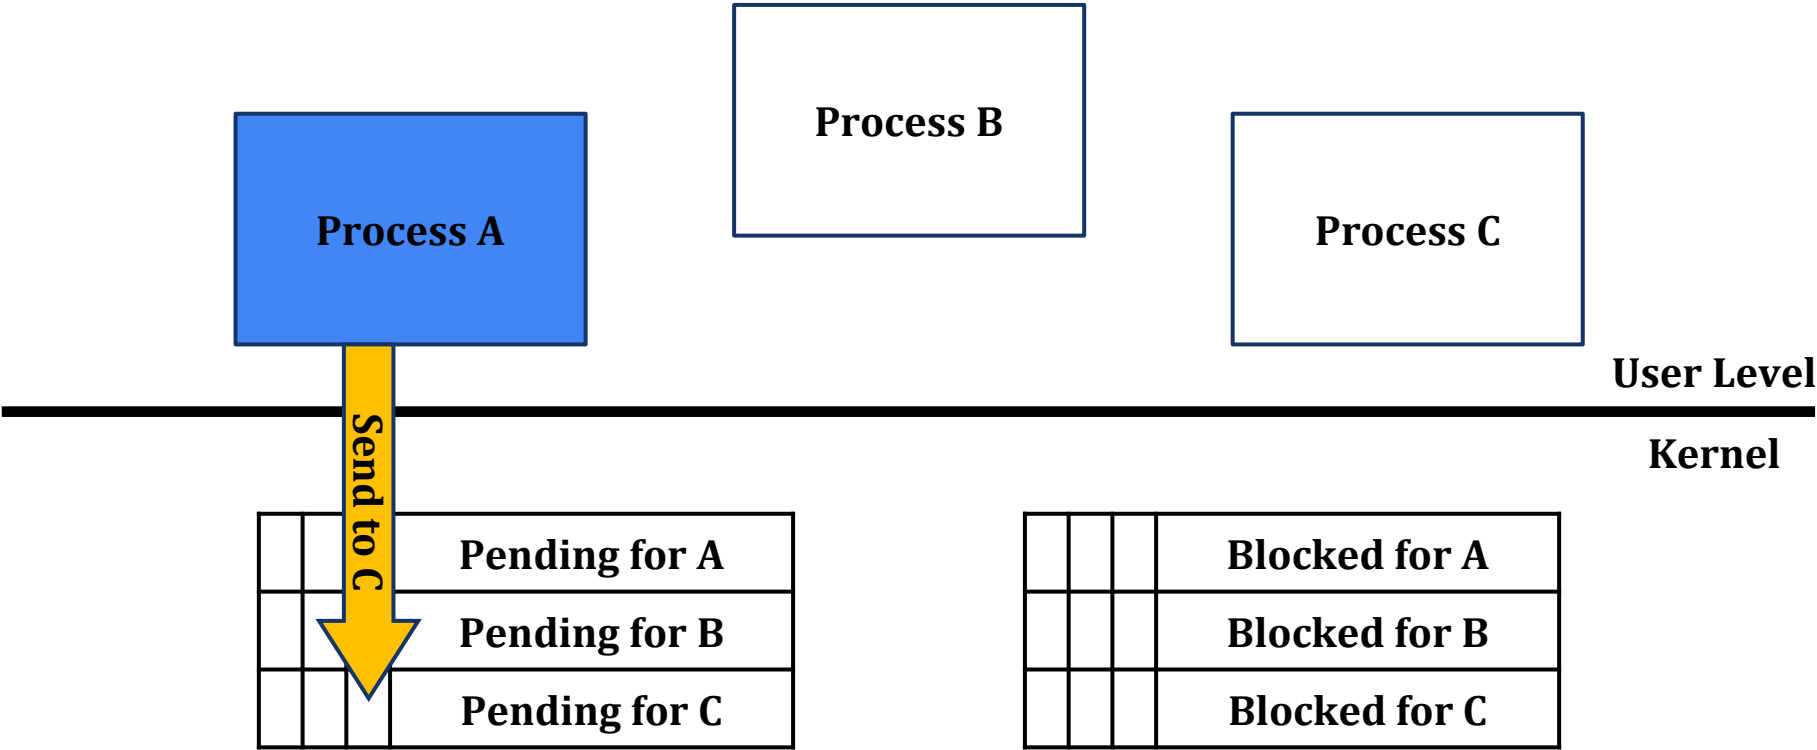 Process B
Process A
Process C
User Level
Send to C
Kernel
Pending for A
Blocked for A
Pending for B
Blocked for B
Pending for C
Blocked for C